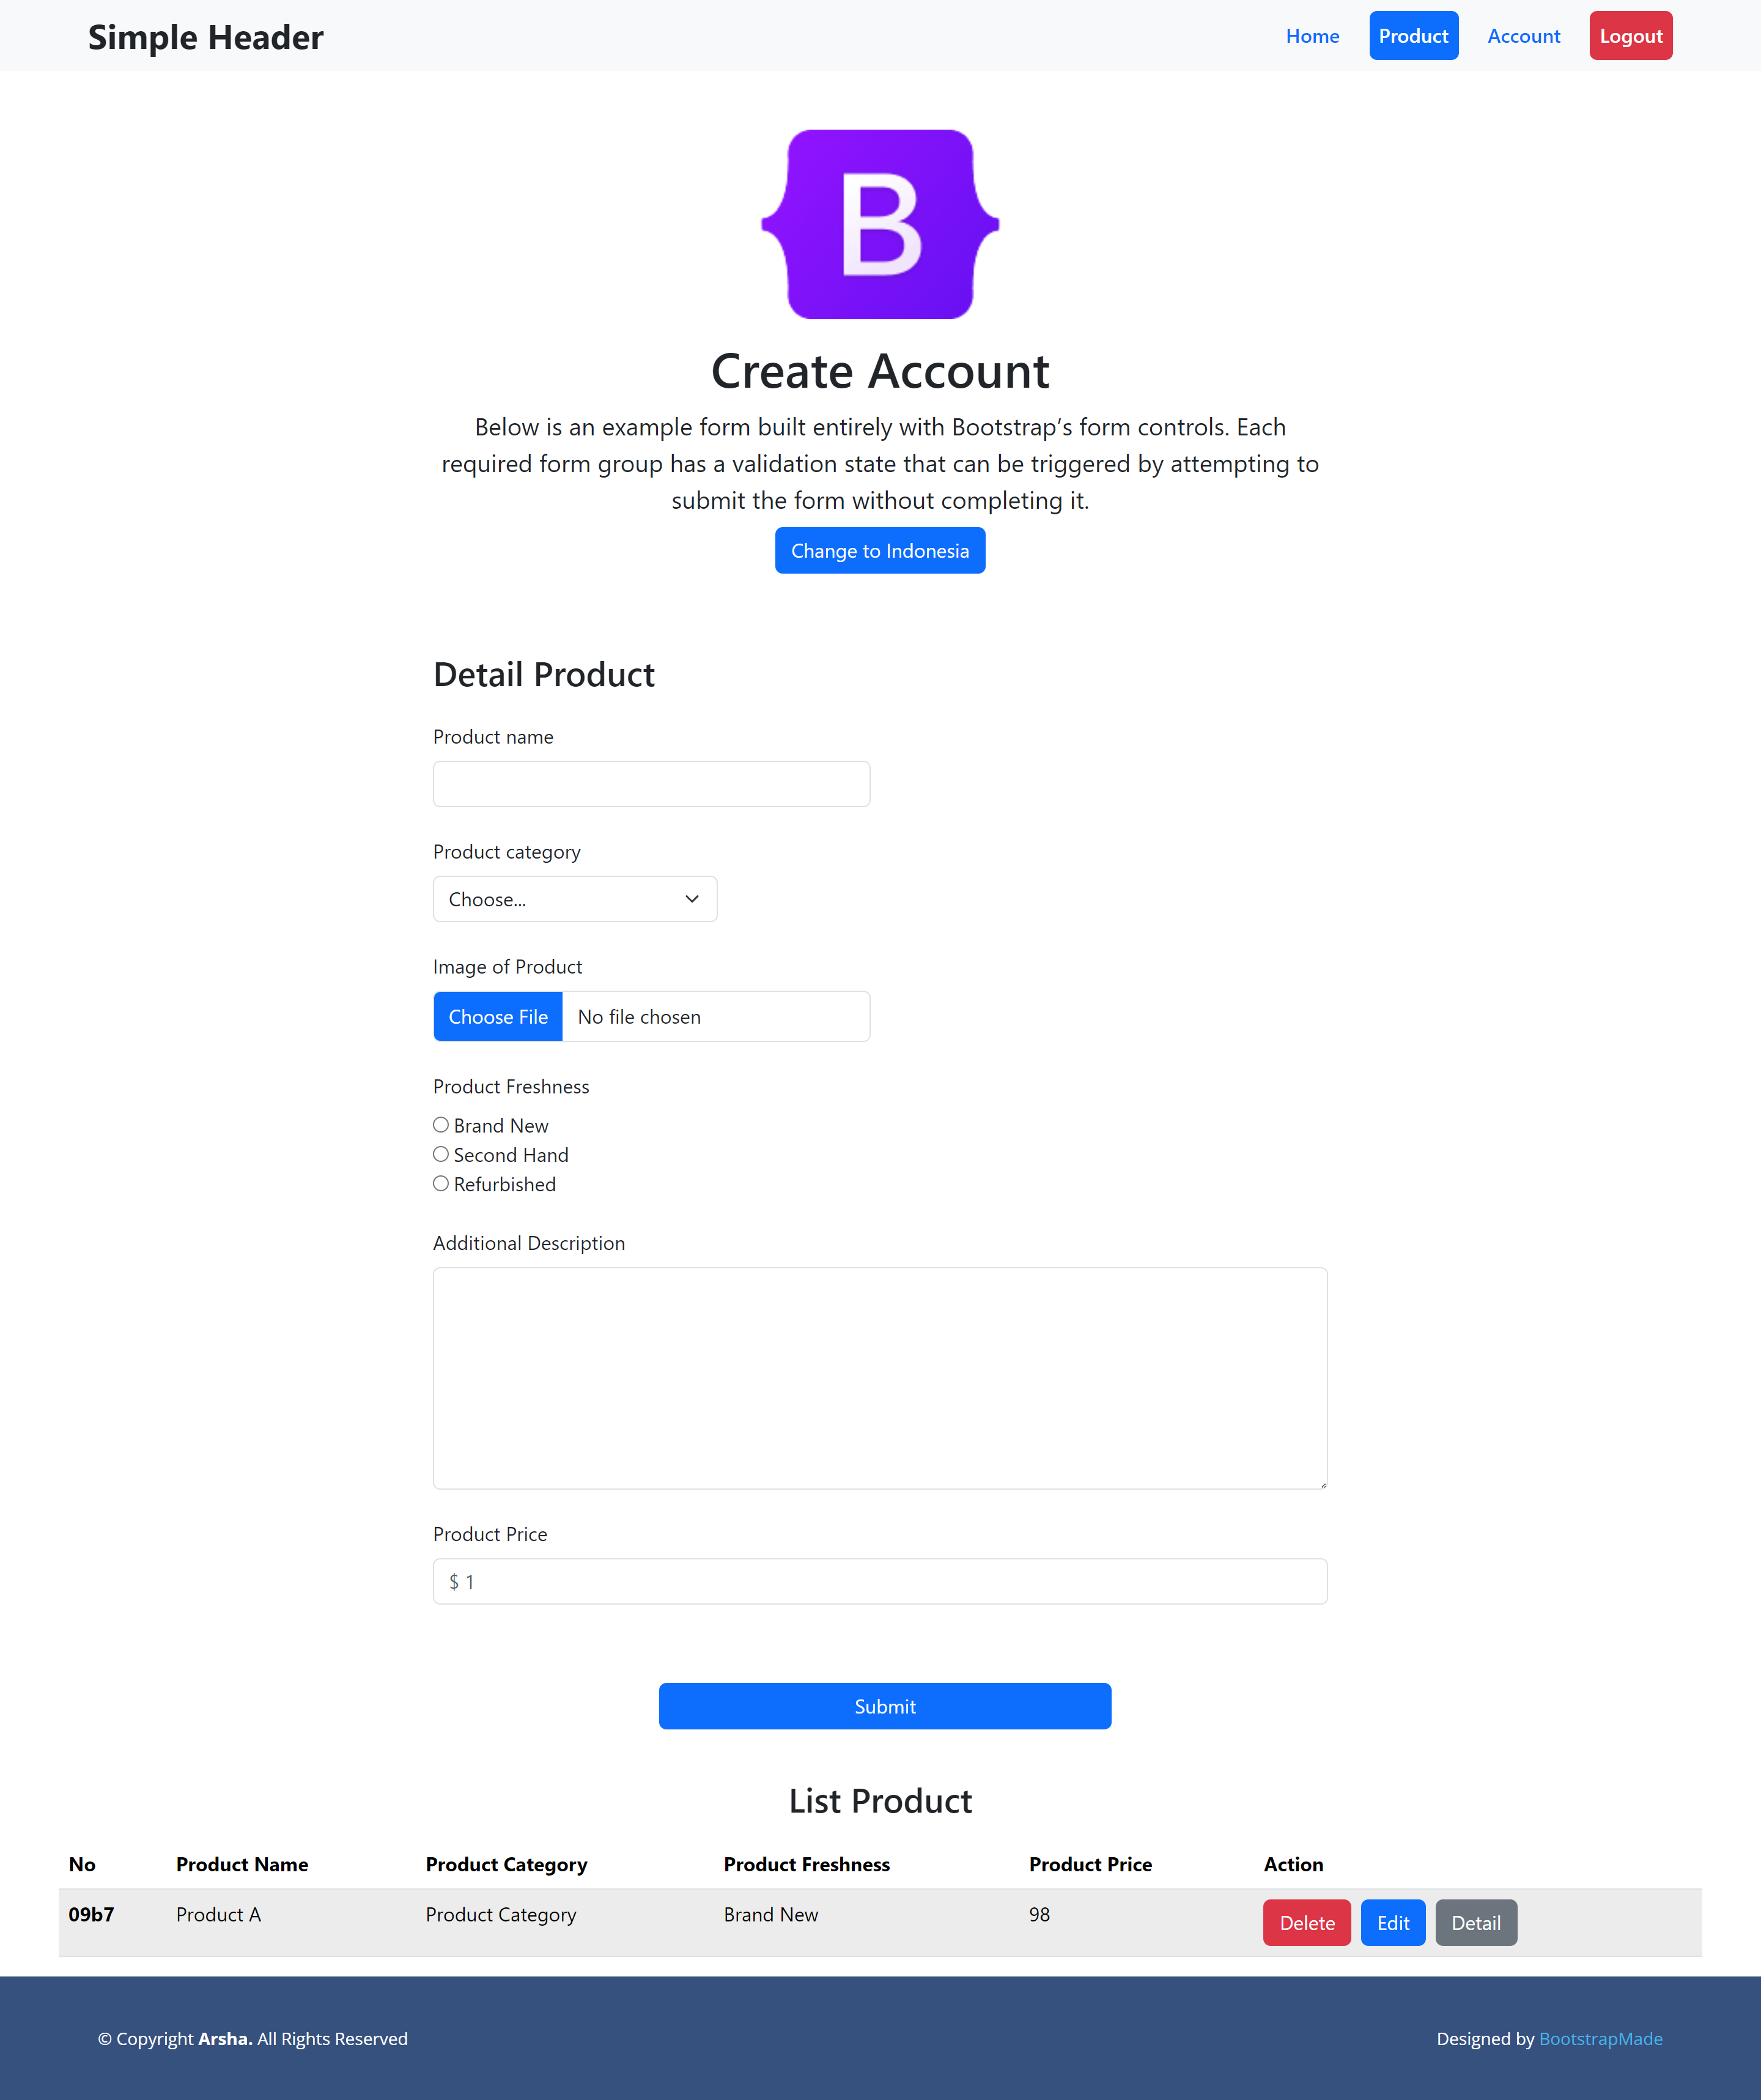 Simple Header
Home Product Account Logout
B
Create Account
Below is an example form built entirely with Bootstrap’s form controls. Each
required form group has a validation state that can be triggered by attempting to
submit the form without completing it.
Change to Indonesia
Detail Product
Product name
Product category
Choose...
Image of Product
Choose File No file chosen
Product Freshness
Brand New
Second Hand
Refurbished
Additional Description
Product Price
$ 1
Submit
List Product
No Product Name Product Category Product Freshness Product Price Action
09b7 Product A Product Category Brand New 98 Delete Edit Detail
© Copyright Arsha. All Rights Reserved
Designed by BootstrapMade